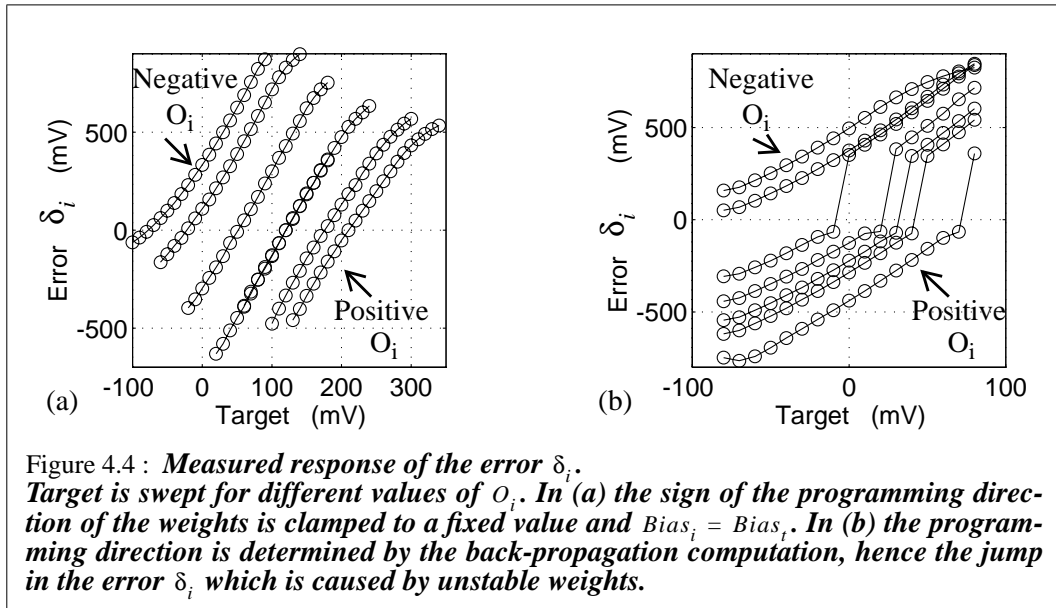 Negative
O_i
500
0
-500
Error δ_i (mV)
Positive
O_i
-100 0 100 200 300
(a)
Target (mV)
Negative
O_i
500
0
-500
Error δ_i (mV)
Positive
O_i
-100 0 100
(b)
Target (mV)
Figure 4.4 : Measured response of the error δ_i.
Target is swept for different values of O_i. In (a) the sign of the programming direc-
tion of the weights is clamped to a fixed value and Bias_i = Bias_t. In (b) the program-
ming direction is determined by the back-propagation computation, hence the jump
in the error δ_i which is caused by unstable weights.